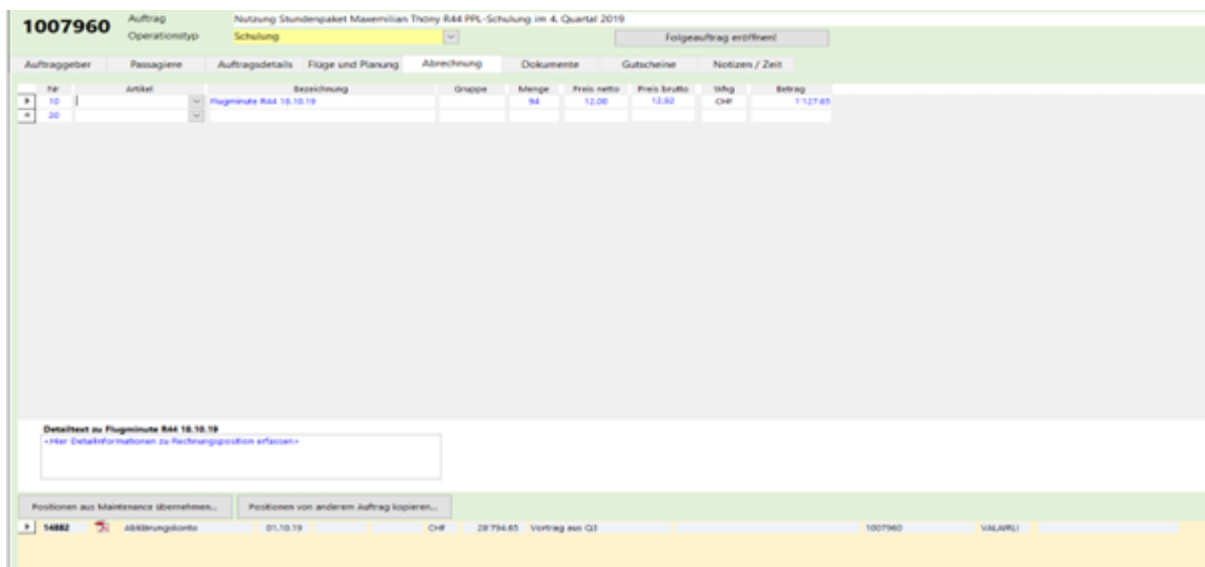 1007960
Auftrag Nutzung Stundenpaket Maxemilian Thöny R44 PPL-Schulung im 4. Quartal 2019
Operationstyp Schulung Folgeauftrag eröffnen!
Auftraggeber Passagiere Auftragsdetails Flüge und Planung Abrechnung Dokumente Gutscheine Notizen / Zeit
Nr Artikel Bezeichnung Gruppe Menge Preis netto Preis brutto Whg Betrag
10 Flugminute R44 18.10.19 94 12.00 CHF 1'127.65
20
Detailtext zu Flugminute R44 18.10.19
<Hier Detailinformationen zu Rechnungsposition erfassen>
Positionen aus Maintenance übernehmen... Positionen von anderem Auftrag kopieren...
14882 Abklärungskonto 01.10.19 CHF 28'794.65 Vortrag aus Q3 1007960